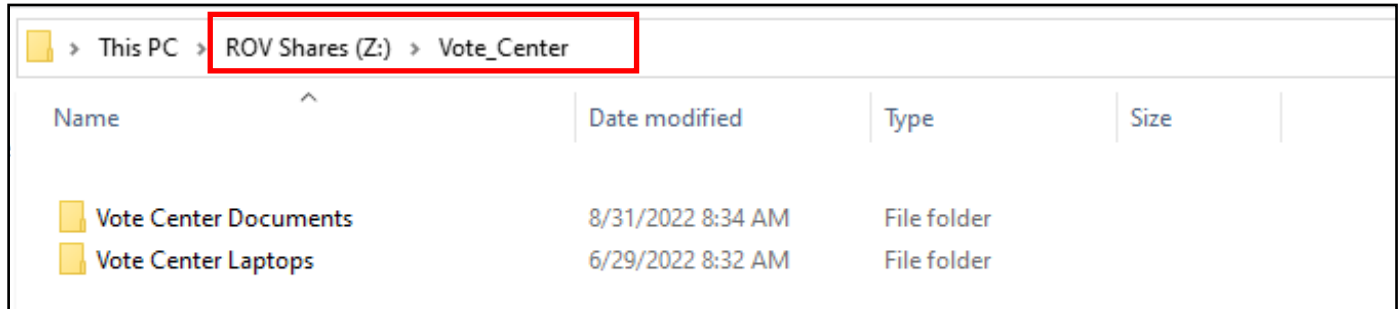 This PC > ROV Shares (Z:) > Vote_Center
Name Date modified Type Size
Vote Center Documents 8/31/2022 8:34 AM File folder
Vote Center Laptops 6/29/2022 8:32 AM File folder